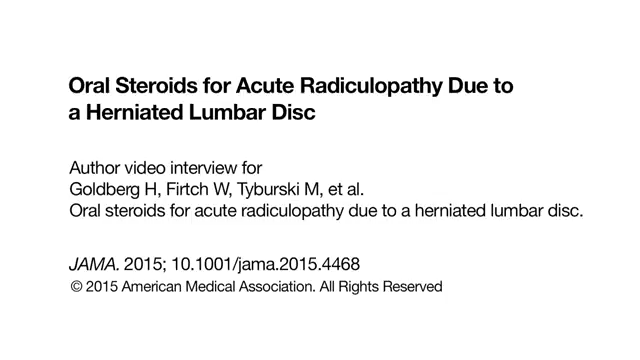 Oral Steroids for Acute Radiculopathy Due to
a Herniated Lumbar Disc
Author video interview for
Goldberg H, Firtch W, Tyburski M, et al.
Oral steroids for acute radiculopathy due to a herniated lumbar disc.
JAMA. 2015; 10.1001/jama.2015.4468
© 2015 American Medical Association. All Rights Reserved